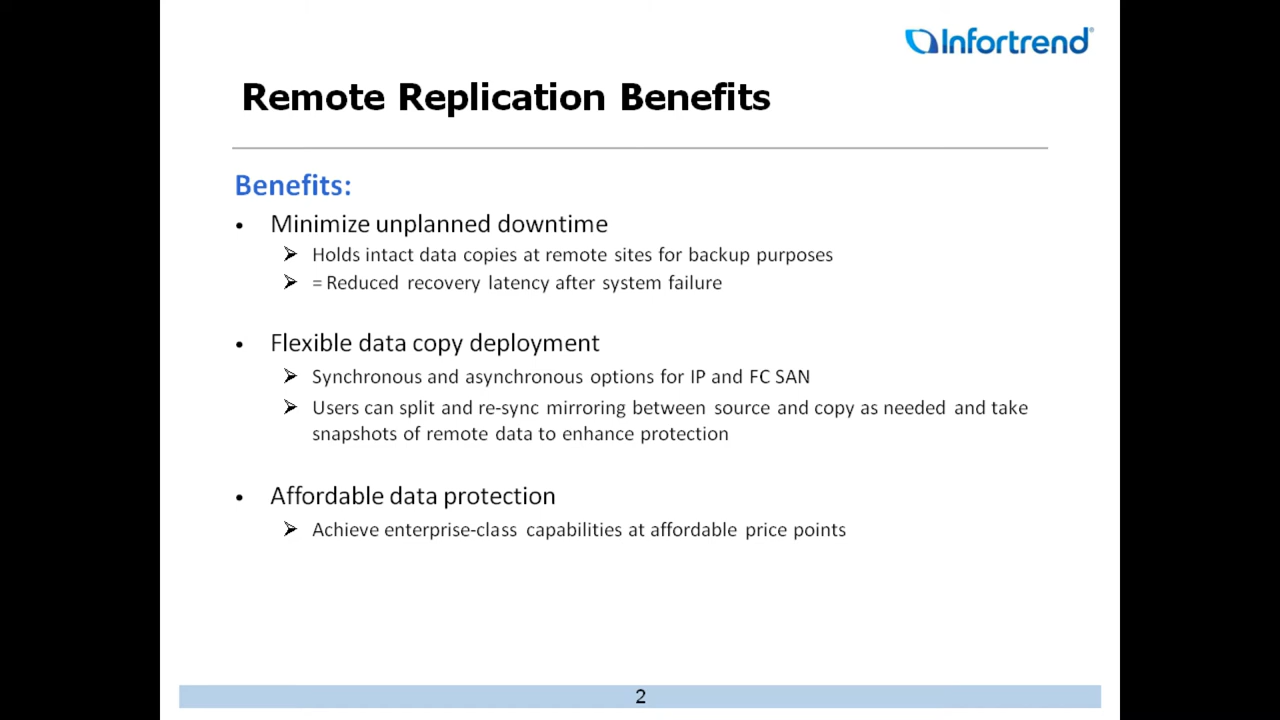 Infortrend®
Remote Replication Benefits
Benefits:
• Minimize unplanned downtime
➢ Holds intact data copies at remote sites for backup purposes
➢ = Reduced recovery latency after system failure
• Flexible data copy deployment
➢ Synchronous and asynchronous options for IP and FC SAN
➢ Users can split and re-sync mirroring between source and copy as needed and take
snapshots of remote data to enhance protection
• Affordable data protection
➢ Achieve enterprise-class capabilities at affordable price points
2